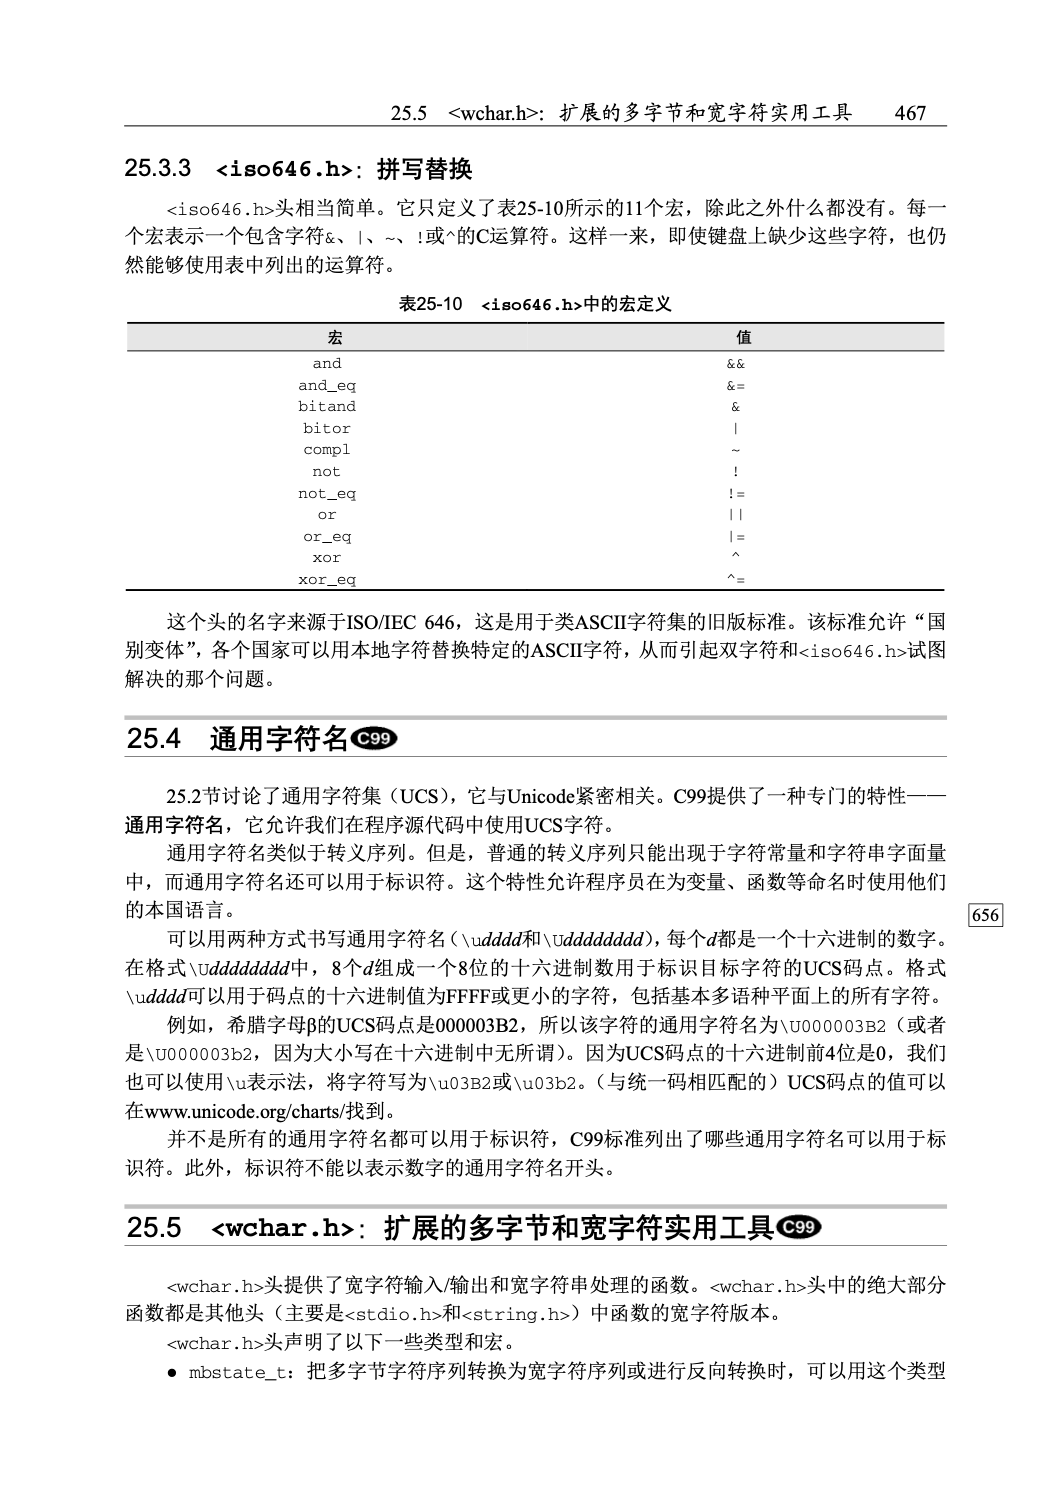 25.5 <wchar.h>：扩展的多字节和宽字符实用工具 467
25.3.3 <iso646.h>：拼写替换
<iso646.h>头相当简单。它只定义了表25-10所示的11个宏，除此之外什么都没有。每一
个宏表示一个包含字符&、|、~、!或^的C运算符。这样一来，即使键盘上缺少这些字符，也仍
然能够使用表中列出的运算符。
表25-10 <iso646.h>中的宏定义
宏 值
and &&
and_eq &=
bitand &
bitor |
compl ~
not !
not_eq !=
or ||
or_eq |=
xor ^
xor_eq ^=
这个头的名字来源于ISO/IEC 646，这是用于类ASCII字符集的旧版标准。该标准允许“国
别变体”，各个国家可以用本地字符替换特定的ASCII字符，从而引起双字符和<iso646.h>试图
解决的那个问题。
25.4 通用字符名C99
25.2节讨论了通用字符集（UCS），它与Unicode紧密相关。C99提供了一种专门的特性——
通用字符名，它允许我们在程序源代码中使用UCS字符。
通用字符名类似于转义序列。但是，普通的转义序列只能出现于字符常量和字符串字面量
中，而通用字符名还可以用于标识符。这个特性允许程序员在为变量、函数等命名时使用他们
的本国语言。
656
可以用两种方式书写通用字符名（\udddd和\Udddddddd），每个d都是一个十六进制的数字。
在格式\Udddddddd中，8个d组成一个8位的十六进制数用于标识目标字符的UCS码点。格式
\udddd可以用于码点的十六进制值为FFFF或更小的字符，包括基本多语种平面上的所有字符。
例如，希腊字母β的UCS码点是000003B2，所以该字符的通用字符名为\U000003B2（或者
是\U000003b2，因为大小写在十六进制中无所谓）。因为UCS码点的十六进制前4位是0，我们
也可以使用\u表示法，将字符写为\u03B2或\u03b2。（与统一码相匹配的）UCS码点的值可以
在www.unicode.org/charts/找到。
并不是所有的通用字符名都可以用于标识符，C99标准列出了哪些通用字符名可以用于标
识符。此外，标识符不能以表示数字的通用字符名开头。
25.5 <wchar.h>：扩展的多字节和宽字符实用工具C99
<wchar.h>头提供了宽字符输入/输出和宽字符串处理的函数。<wchar.h>头中的绝大部分
函数都是其他头（主要是<stdio.h>和<string.h>）中函数的宽字符版本。
<wchar.h>头声明了以下一些类型和宏。
● mbstate_t：把多字节字符序列转换为宽字符序列或进行反向转换时，可以用这个类型